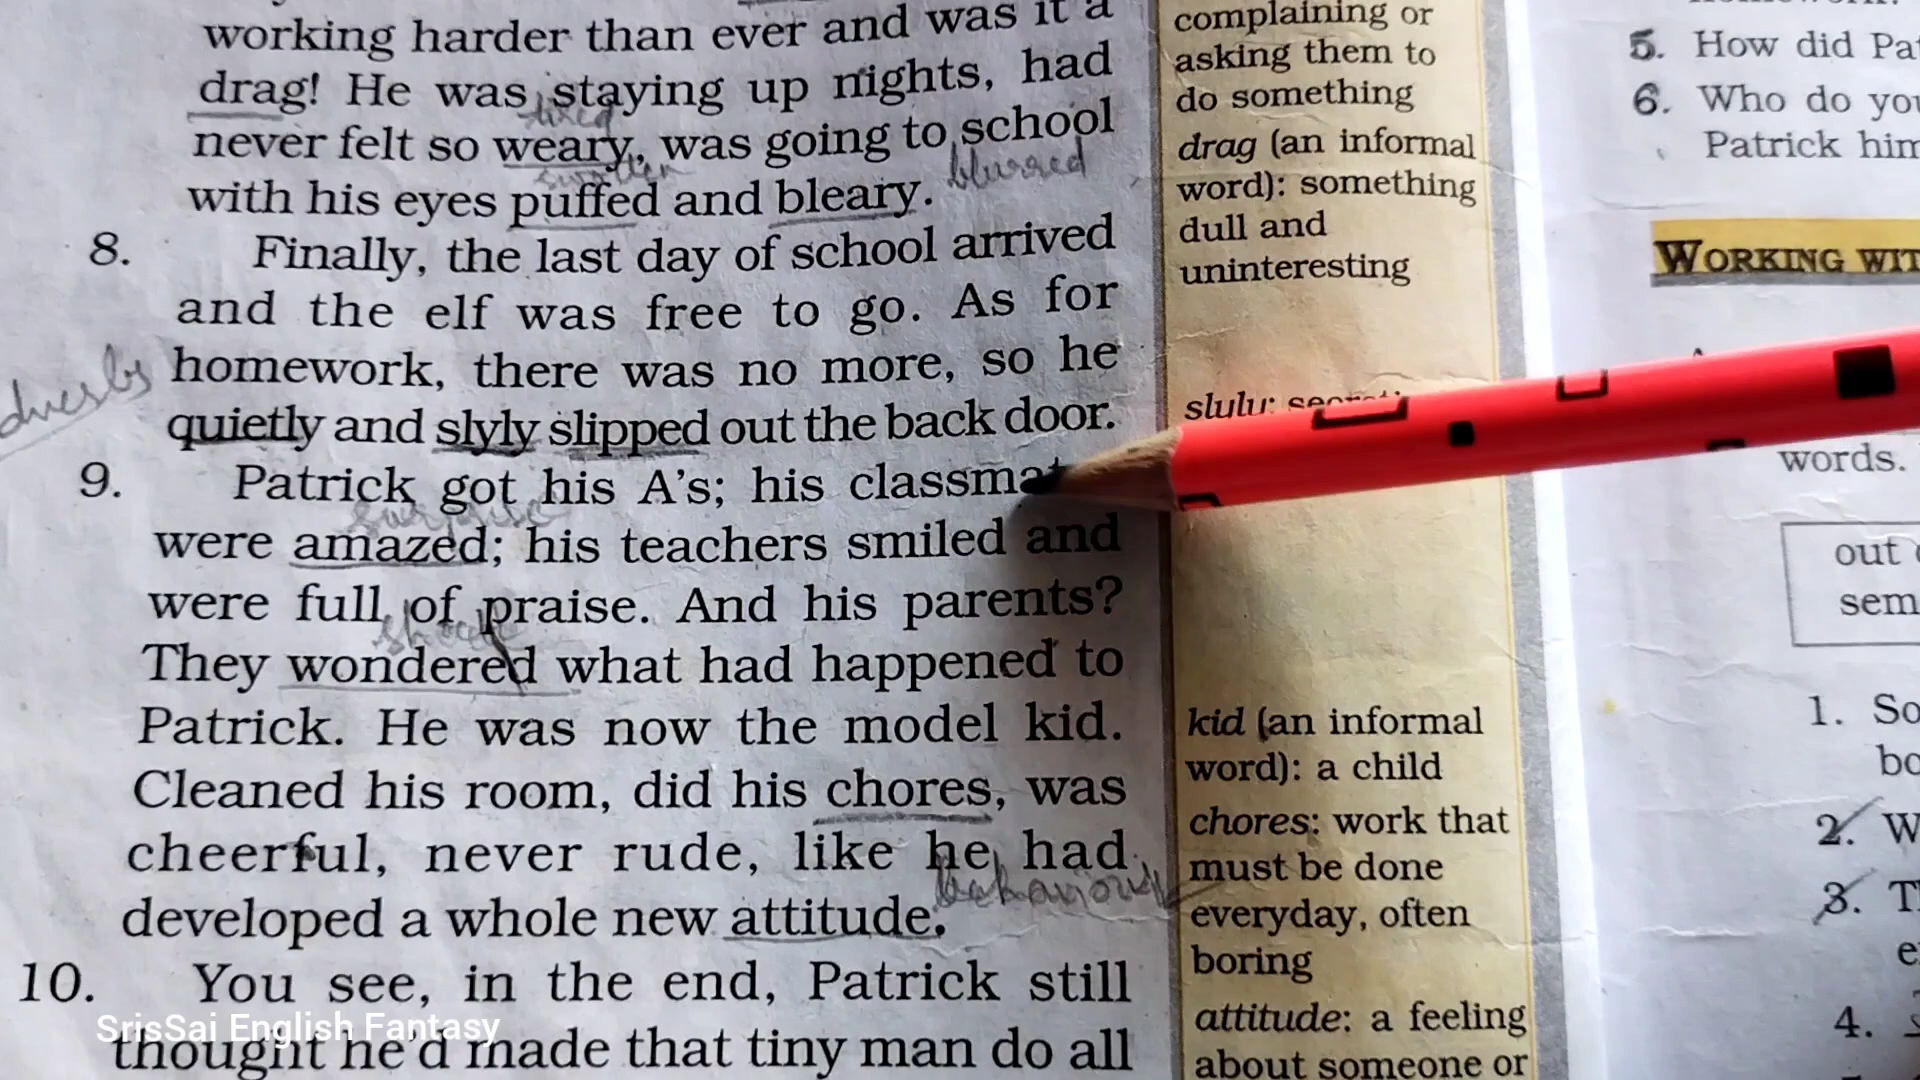 working harder than ever and was it a
drag! He was staying up nights, had
tired
never felt so weary, was going to school
swollen
blurred
with his eyes puffed and bleary.
8. Finally, the last day of school arrived
and the elf was free to go. As for
homework, there was no more, so he
quietly and slyly slipped out the back door.
9. Patrick got his A's; his classma
surprise
were amazed; his teachers smiled and
were full of praise. And his parents?
They wondered what had happened to
Patrick. He was now the model kid.
Cleaned his room, did his chores, was
cheerful, never rude, like he had
behaviour
developed a whole new attitude.
10. You see, in the end, Patrick still
thought he'd made that tiny man do all
SrisSai English Fantasy
complaining or
asking them to
do something
drag (an informal
word): something
dull and
uninteresting
slyly:
kid (an informal
word): a child
chores: work that
must be done
everyday, often
boring
attitude: a feeling
about someone or
5. How did Pa
6. Who do you
Patrick him
WORKING WIT
words.
out
sem
1. So
bo
2. W
3. T
4.